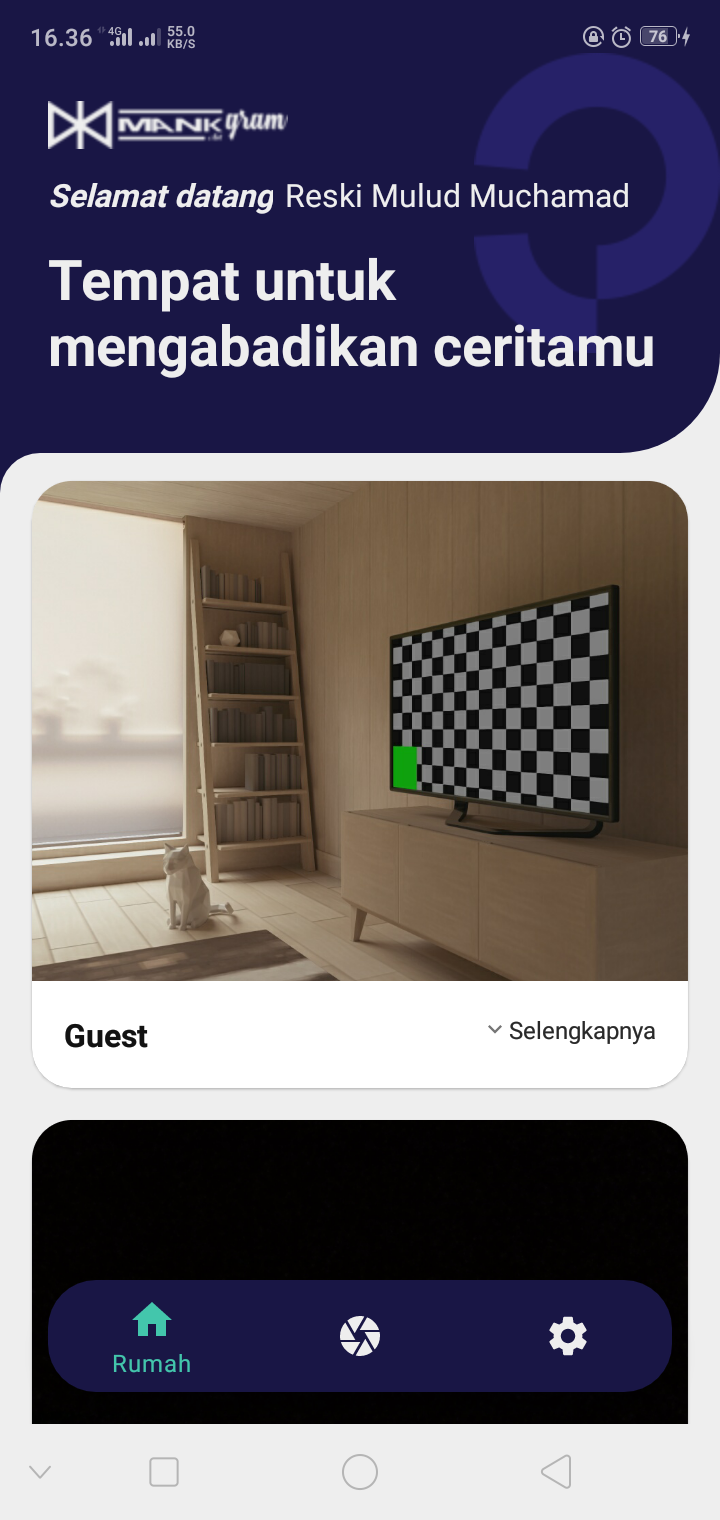 16.36 4G 55.0 KB/S 76
MANKgram
Selamat datang Reski Mulud Muchamad
Tempat untuk
mengabadikan ceritamu
Guest
Selengkapnya
Rumah